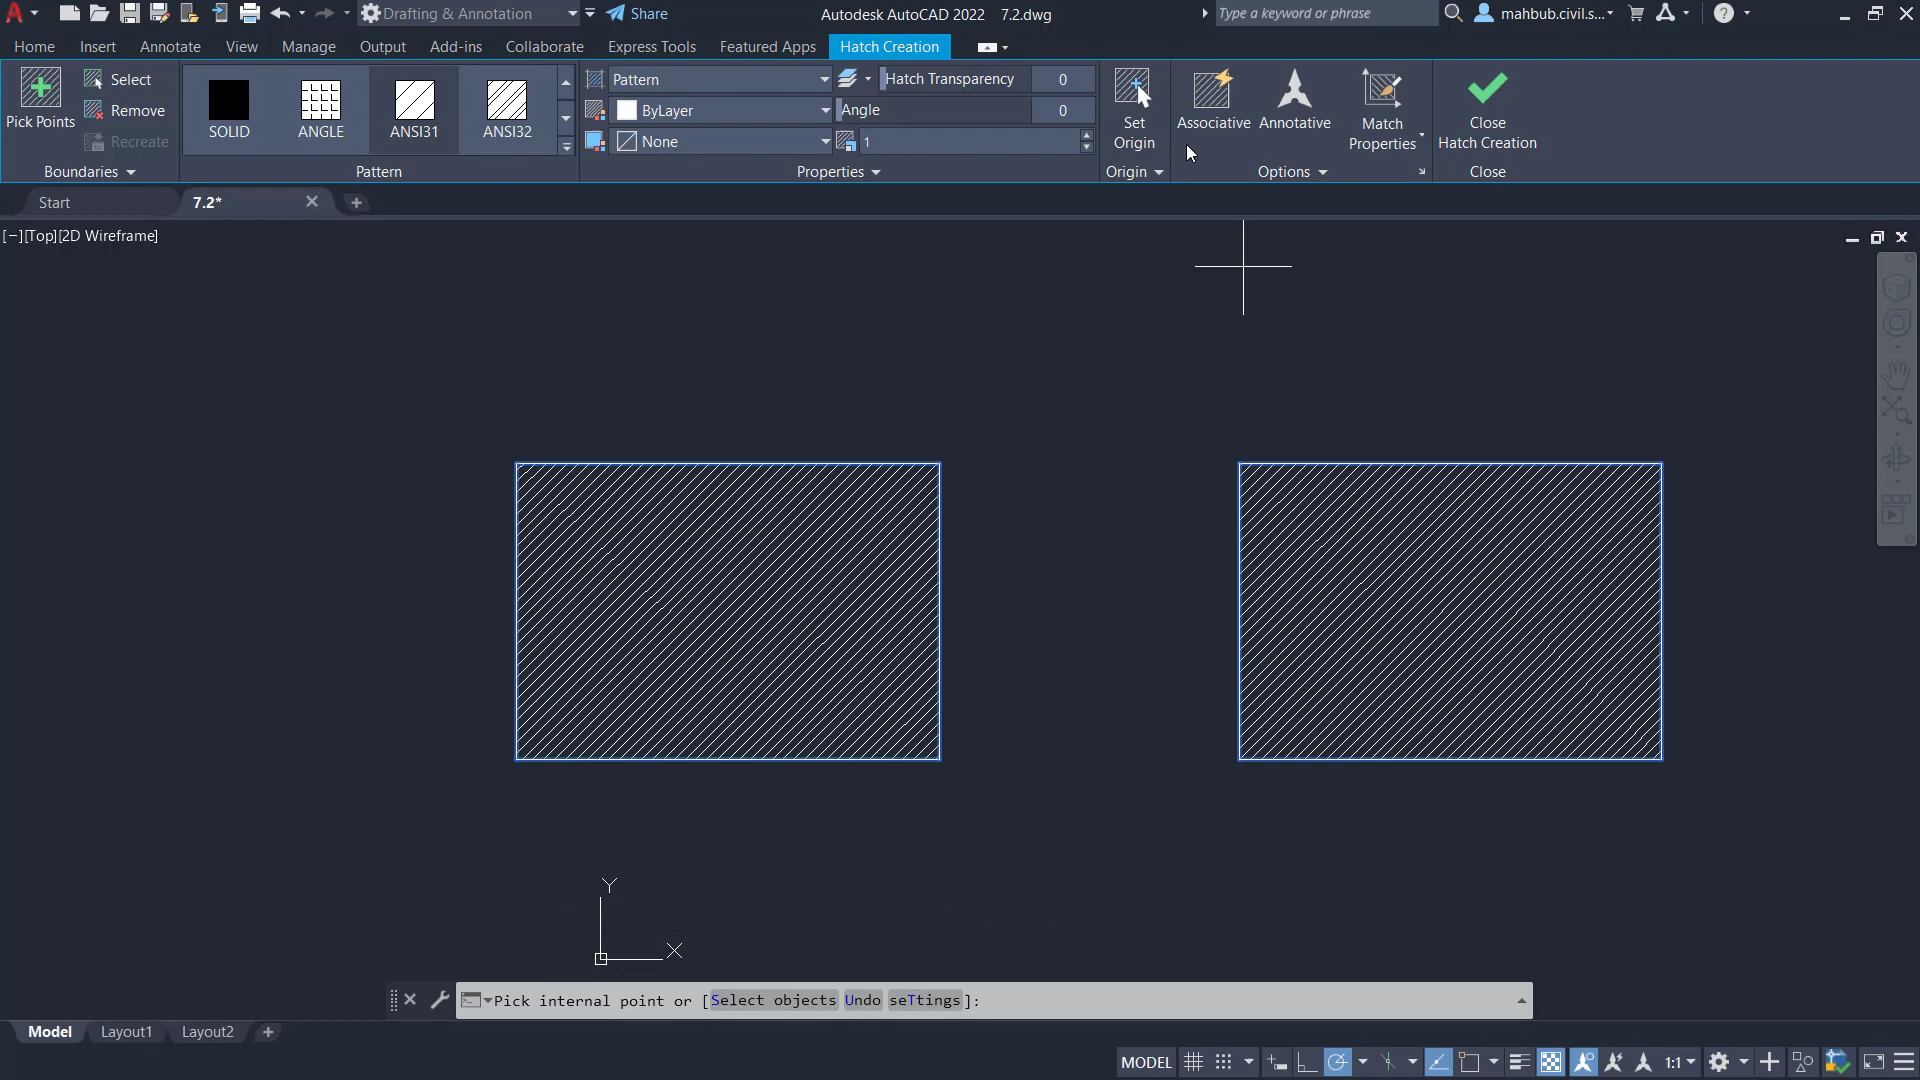 Drafting & Annotation
Share
Autodesk AutoCAD 2022 7.2.dwg
Type a keyword or phrase
mahbub.civil.s...
Home Insert Annotate View Manage Output Add-ins Collaborate Express Tools Featured Apps Hatch Creation
Pick Points
Select
Remove
Recreate
Boundaries
SOLID
ANGLE
ANSI31
ANSI32
Pattern
Pattern
ByLayer
None
Hatch Transparency 0
Angle 0
1
Properties
Set
Origin
Origin
Associative
Annotative
Match
Properties
Options
Close
Hatch Creation
Close
Start
7.2*
[−][Top][2D Wireframe]
Y
X
Pick internal point or [Select objects Undo seTtings]:
Model
Layout1
Layout2
MODEL
1:1